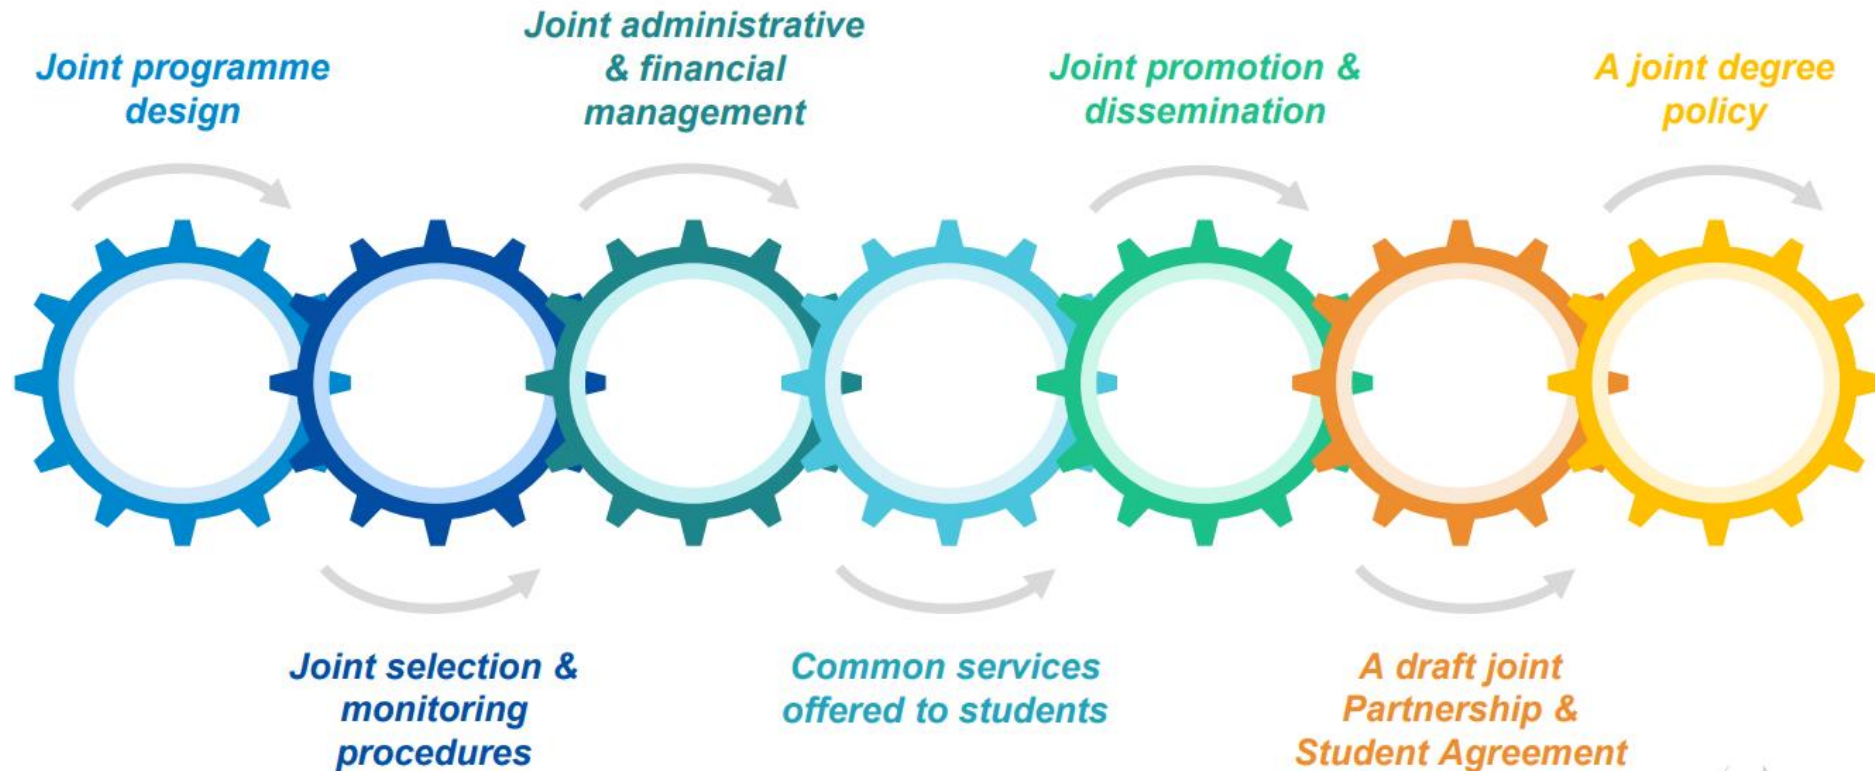 Joint programme
design
Joint selection &
monitoring
procedures
Joint administrative
& financial
management
Common services
offered to students
Joint promotion &
dissemination
A draft joint
Partnership &
Student Agreement
A joint degree
policy